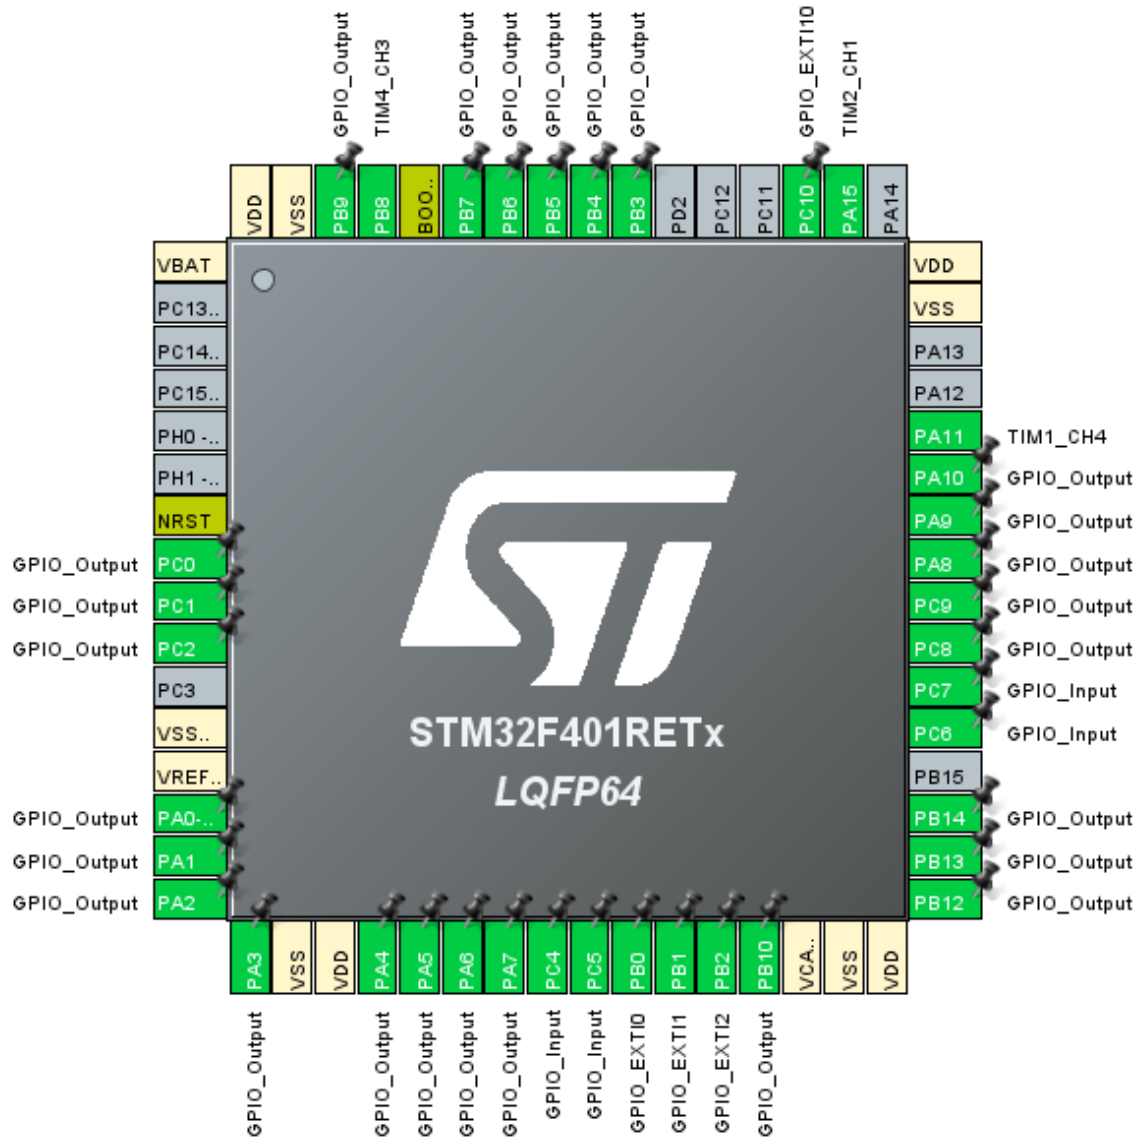 GPIO_Output
TIM4_CH3
GPIO_Output
GPIO_Output
GPIO_Output
GPIO_Output
GPIO_Output
GPIO_EXTI10
TIM2_CH1
VDD
VSS
PB9
PB8
BOO..
PB7
PB6
PB5
PB4
PB3
PD2
PC12
PC11
PC10
PA15
PA14
VBAT
PC13..
PC14..
PC15..
PH0 -..
PH1 -..
NRST
GPIO_Output PC0
GPIO_Output PC1
GPIO_Output PC2
PC3
VSS..
VREF..
GPIO_Output PA0-..
GPIO_Output PA1
GPIO_Output PA2
ST
STM32F401RETx
LQFP64
VDD
VSS
PA13
PA12
PA11 TIM1_CH4
PA10 GPIO_Output
PA9 GPIO_Output
PA8 GPIO_Output
PC9 GPIO_Output
PC8 GPIO_Output
PC7 GPIO_Input
PC6 GPIO_Input
PB15
PB14 GPIO_Output
PB13 GPIO_Output
PB12 GPIO_Output
PA3
VSS
VDD
PA4
PA5
PA6
PA7
PC4
PC5
PB0
PB1
PB2
PB10
VCA..
VSS
VDD
GPIO_Output
GPIO_Output
GPIO_Output
GPIO_Output
GPIO_Output
GPIO_Input
GPIO_Input
GPIO_EXTI0
GPIO_EXTI1
GPIO_EXTI2
GPIO_Output